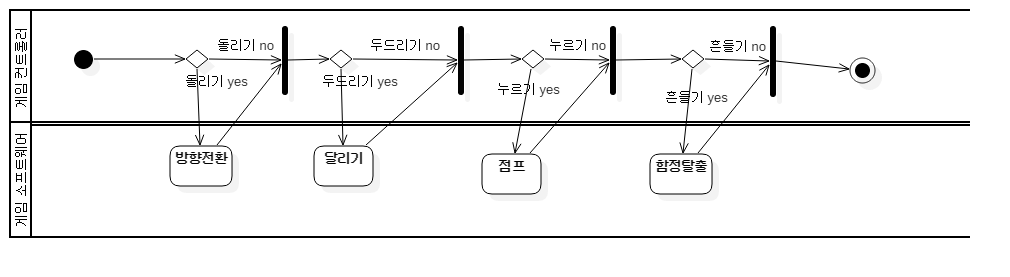 게임 컨트롤러
돌리기 no
두드리기 no
누르기 no
흔들기 no
돌리기 yes
두드리기 yes
누르기 yes
흔들기 yes
게임 소프트웨어
방향전환
달리기
점프
함정탈출